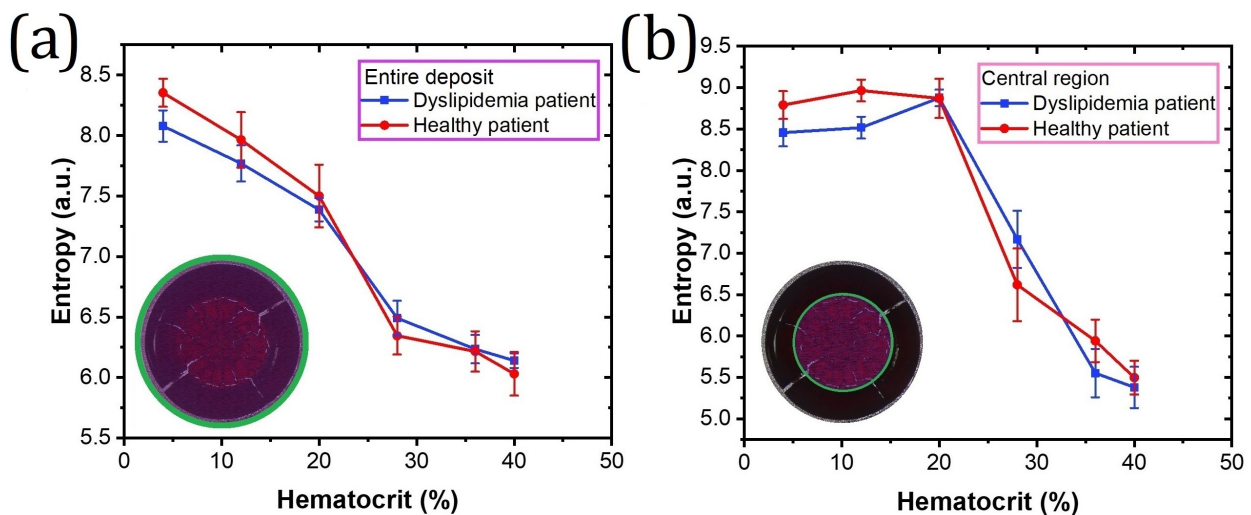 (a)
Entropy (a.u.)
8.5
8.0
7.5
7.0
6.5
6.0
5.5
Entire deposit
Dyslipidemia patient
Healthy patient
0 10 20 30 40 50
Hematocrit (%)
(b)
Entropy (a.u.)
9.5
9.0
8.5
8.0
7.5
7.0
6.5
6.0
5.5
5.0
Central region
Dyslipidemia patient
Healthy patient
0 10 20 30 40 50
Hematocrit (%)